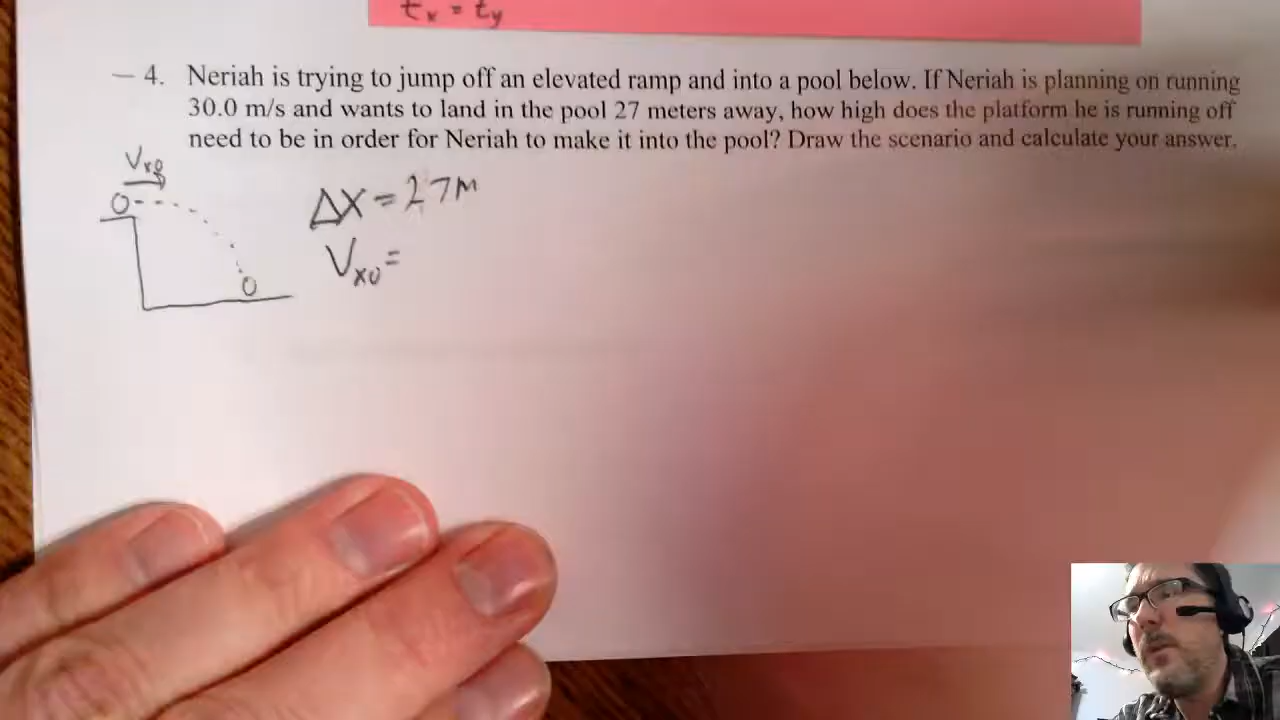 tx = ty
4. Neriah is trying to jump off an elevated ramp and into a pool below. If Neriah is planning on running
30.0 m/s and wants to land in the pool 27 meters away, how high does the platform he is running off
need to be in order for Neriah to make it into the pool? Draw the scenario and calculate your answer.
Vx0
ΔX = 27m
Vx0 =